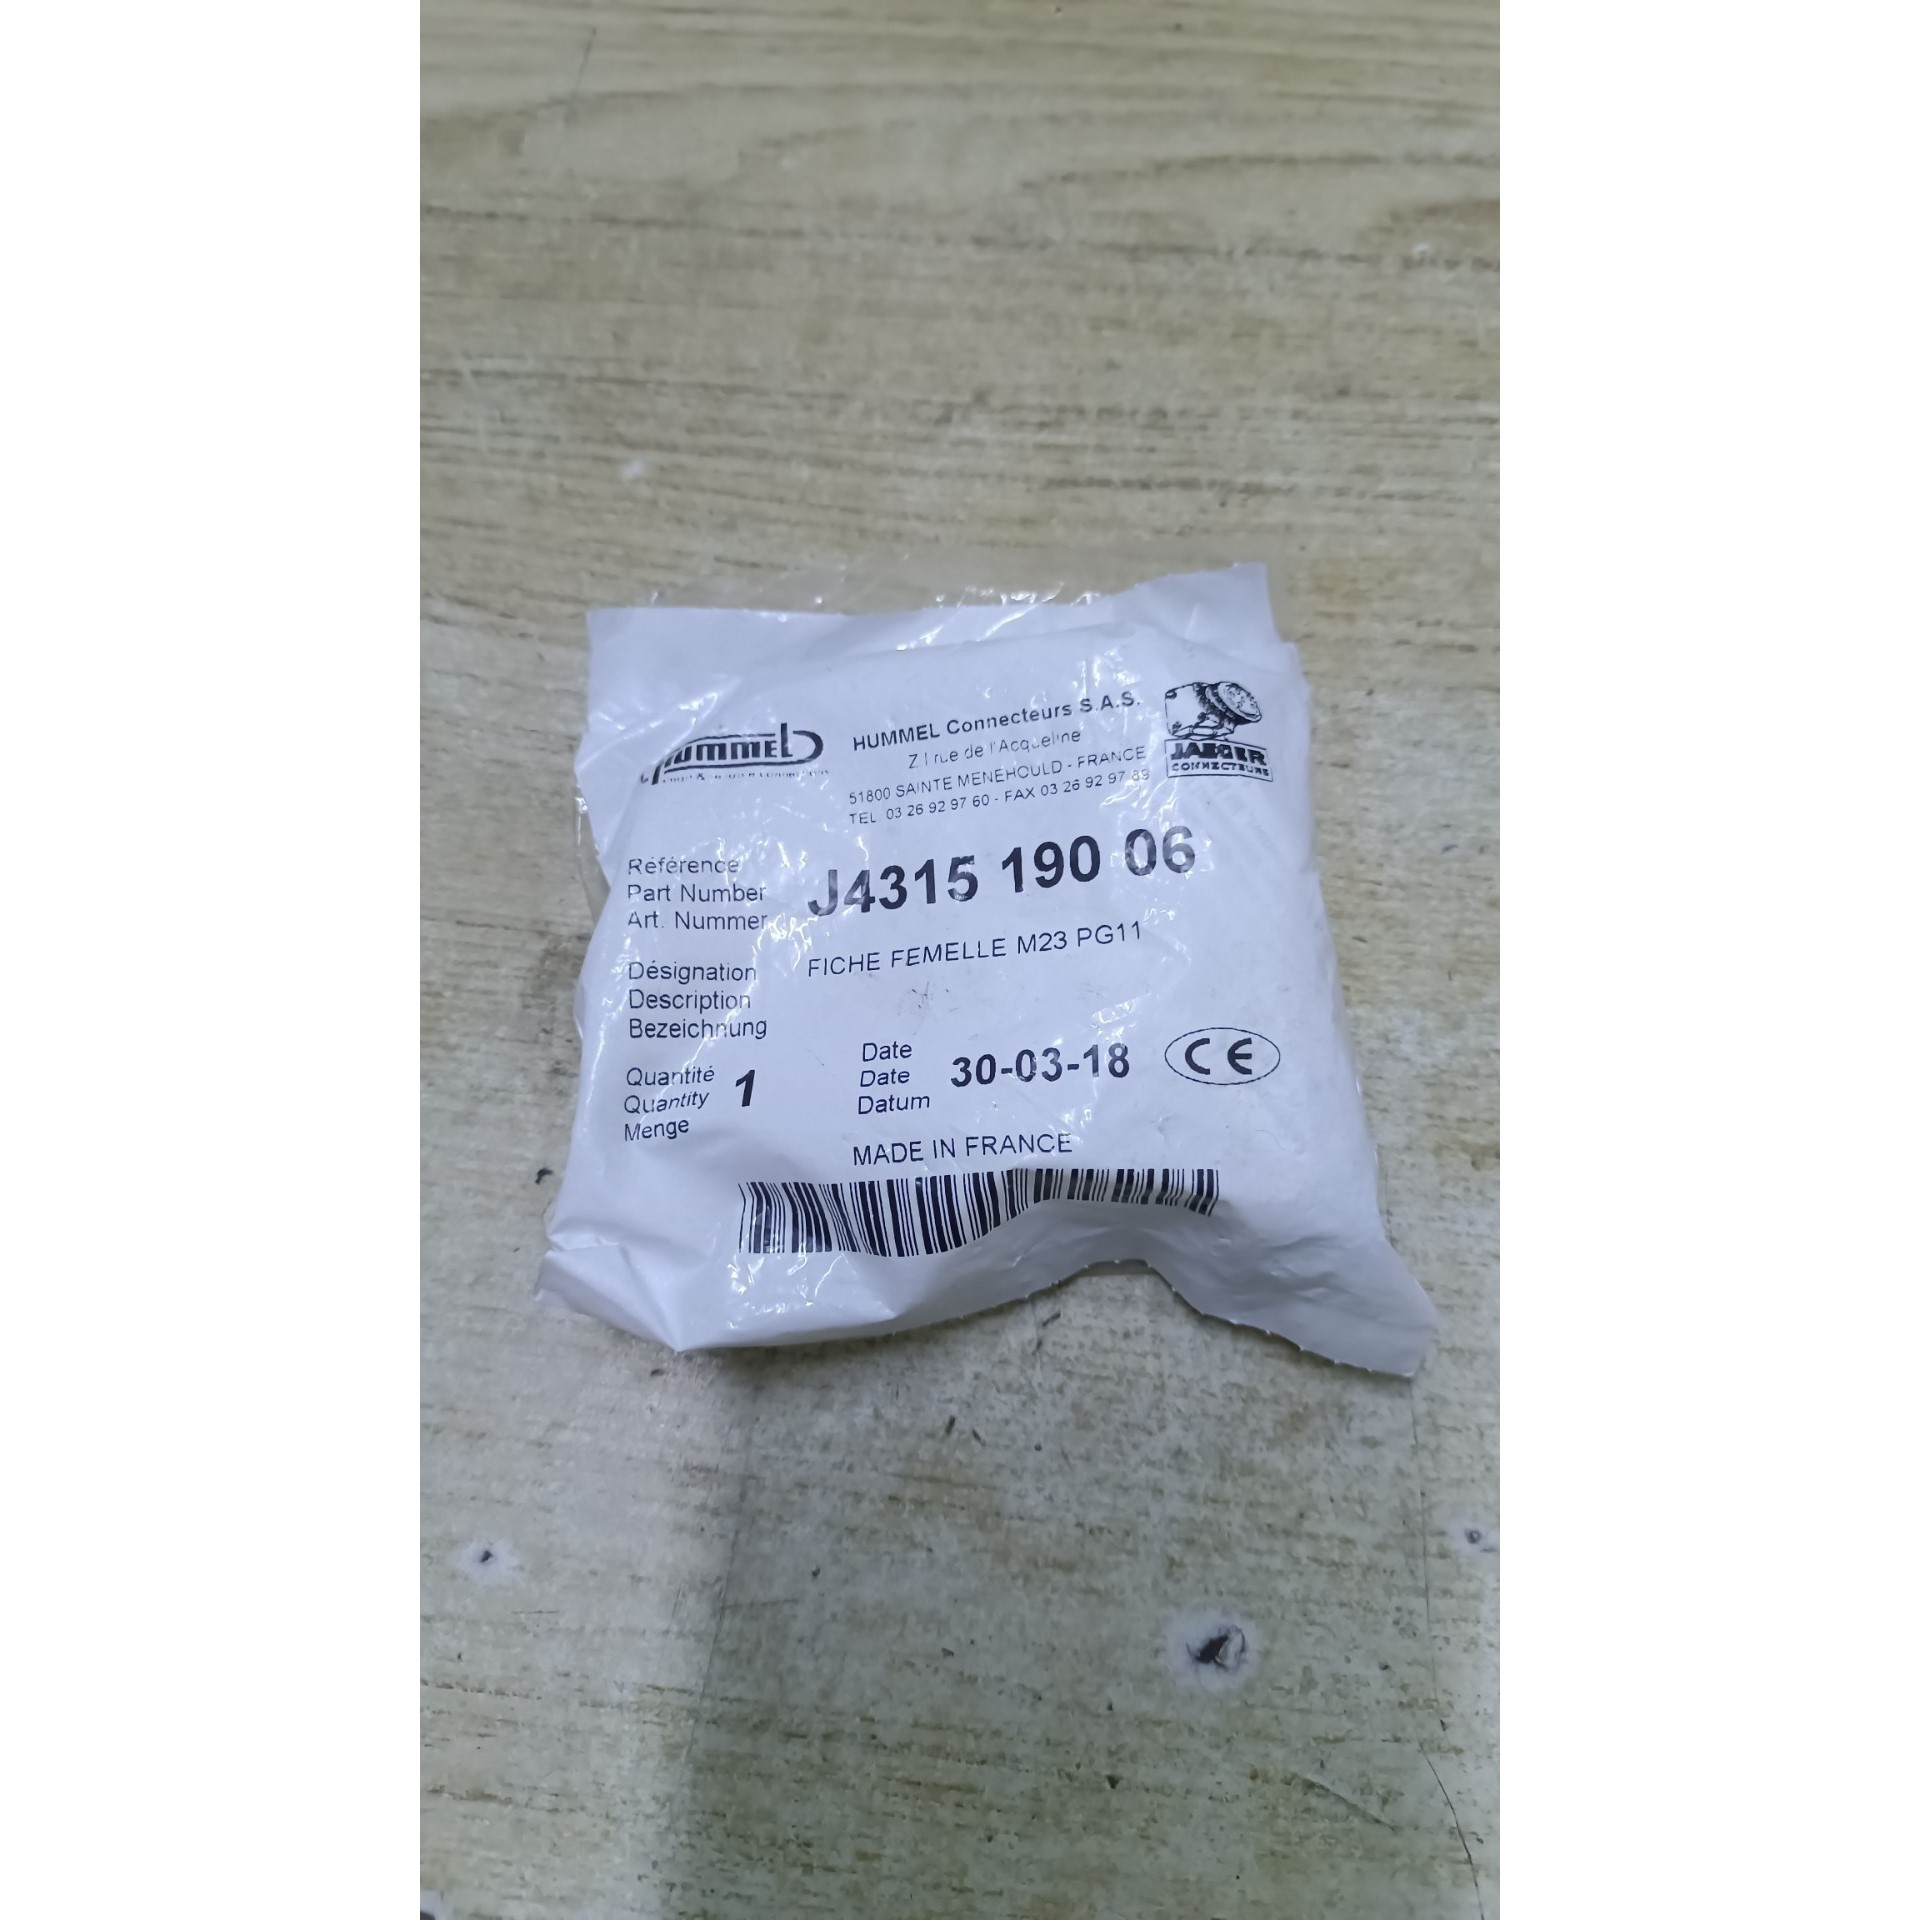 HUMMEL
HUMMEL Connecteurs S.A.S.
Z I rue de l'Acqueline
51800 SAINTE MENEHOULD - FRANCE
TEL 03 26 92 97 60 - FAX 03 26 92 97 89
JAEGER
CONNECTEURS
Référence
Part Number
Art. Nummer
J4315 190 06
Désignation
Description
Bezeichnung
FICHE FEMELLE M23 PG11
Quantité
Quantity
Menge
1
Date
Date
Datum
30-03-18
CE
MADE IN FRANCE